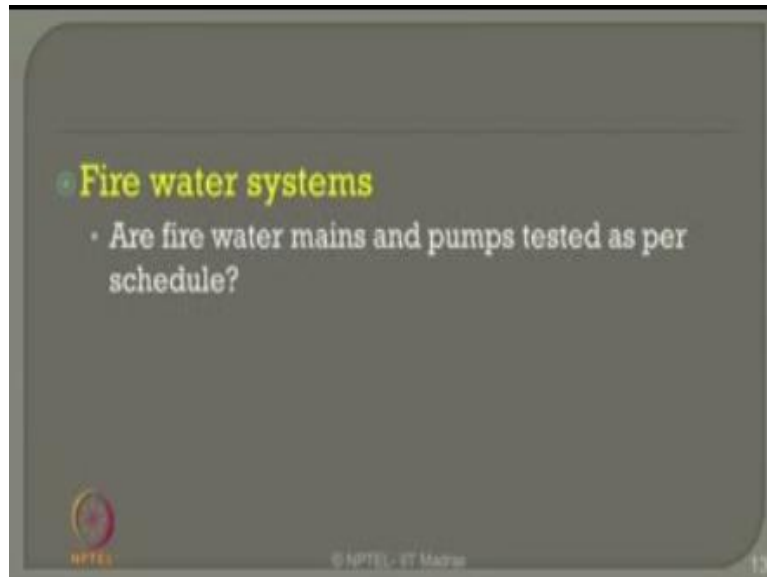 Fire water systems
Are fire water mains and pumps tested as per
schedule?
NPTEL
© NPTEL- IIT Madras